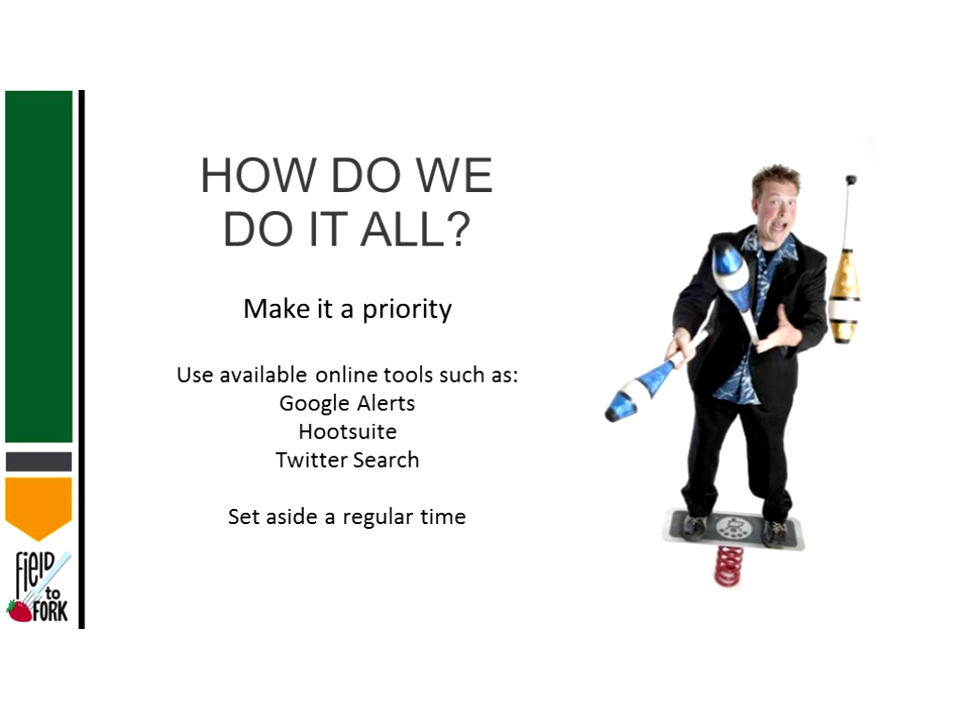 HOW DO WE
DO IT ALL?
Make it a priority
Use available online tools such as:
Google Alerts
Hootsuite
Twitter Search
Set aside a regular time
FIELD
to
FORK